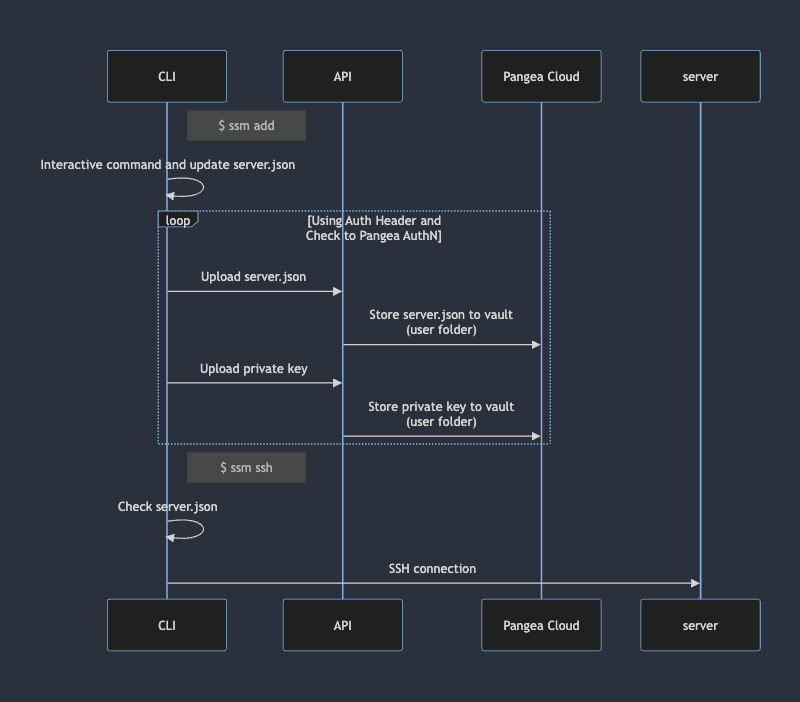 CLI
API
Pangea Cloud
server
$ ssm add
Interactive command and update server.json
loop
[Using Auth Header and
Check to Pangea AuthN]
Upload server.json
Store server.json to vault
(user folder)
Upload private key
Store private key to vault
(user folder)
$ ssm ssh
Check server.json
SSH connection
CLI
API
Pangea Cloud
server